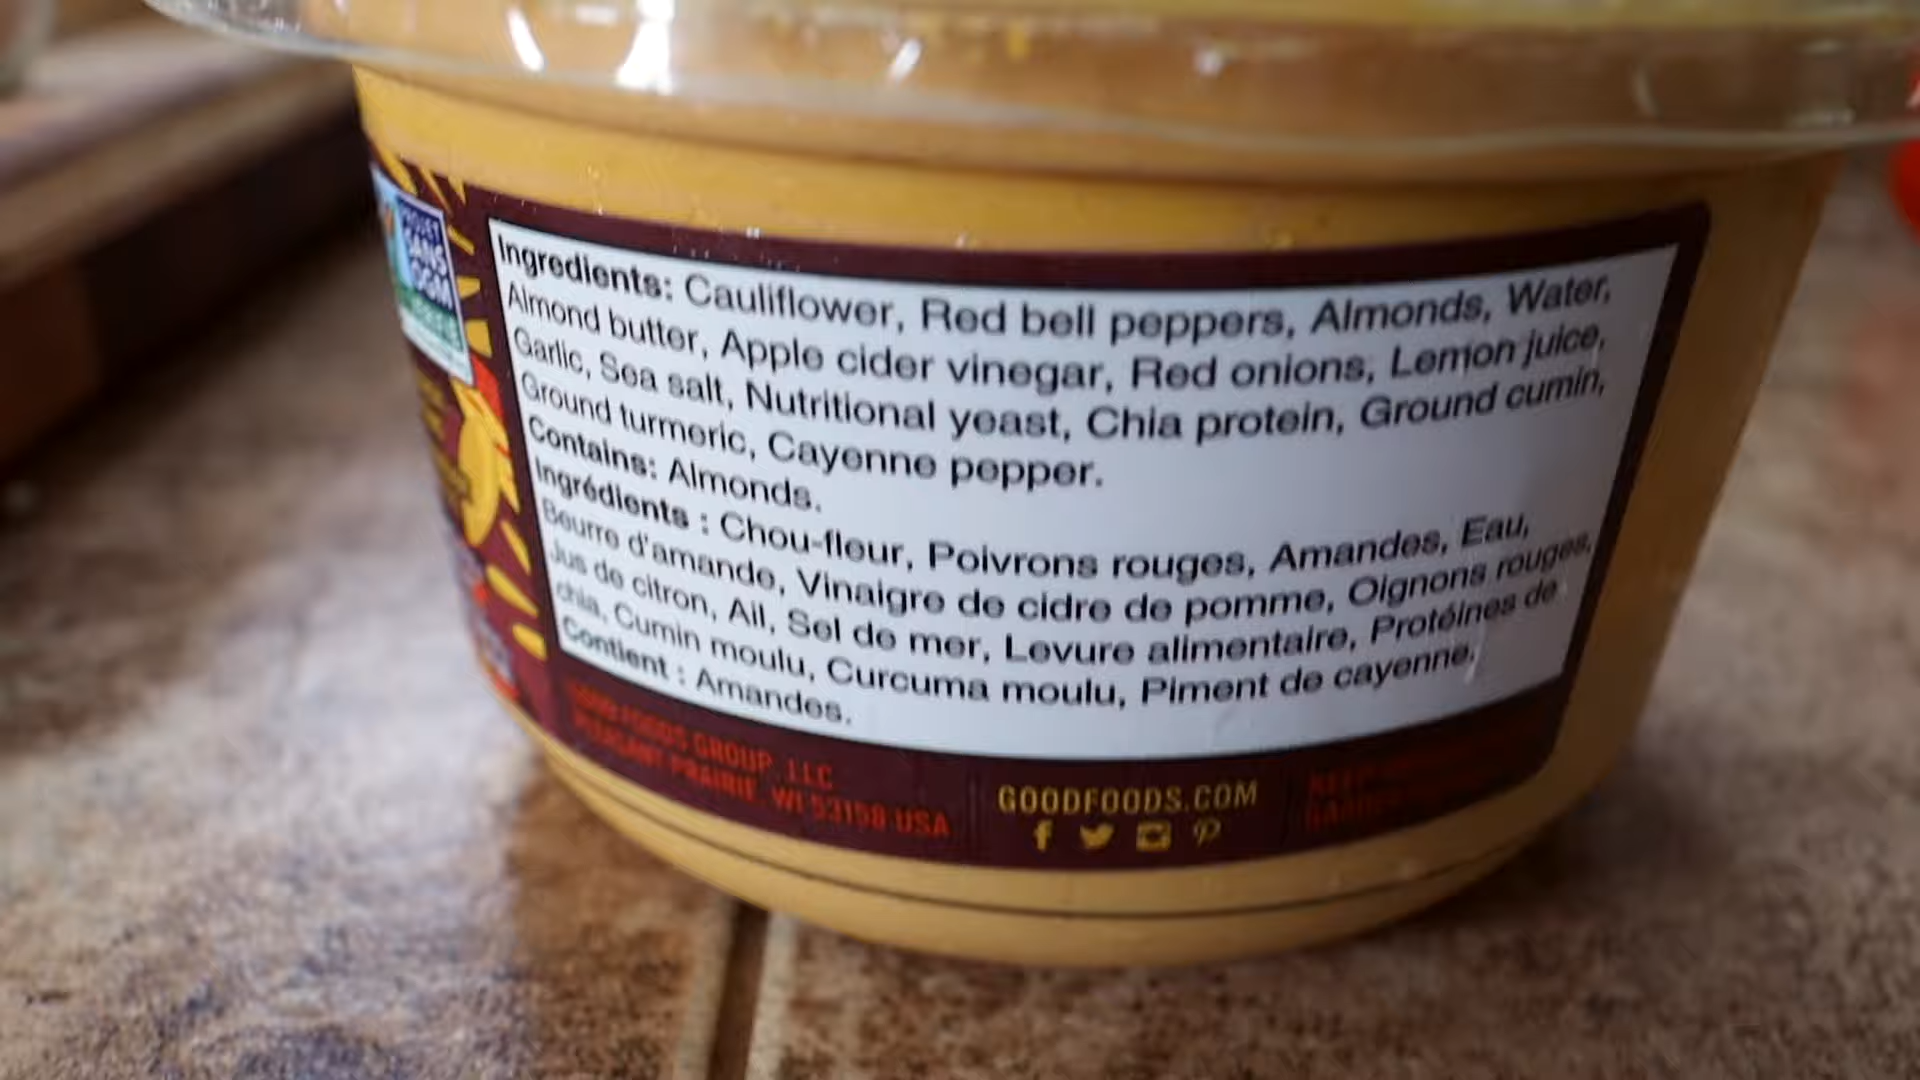 PROJET
SANS
OGM
Ingredients: Cauliflower, Red bell peppers, Almonds, Water,
Almond butter, Apple cider vinegar, Red onions, Lemon juice,
Garlic, Sea salt, Nutritional yeast, Chia protein, Ground cumin,
Ground turmeric, Cayenne pepper.
Contains: Almonds.
Ingrédients : Chou-fleur, Poivrons rouges, Amandes, Eau,
Beurre d'amande, Vinaigre de cidre de pomme, Oignons rouges,
Jus de citron, Ail, Sel de mer, Levure alimentaire, Protéines de
chia, Cumin moulu, Curcuma moulu, Piment de cayenne.
Contient : Amandes.
GOOD FOODS GROUP, LLC
PLEASANT PRAIRIE, WI 53158 USA
GOODFOODS.COM
KEEP